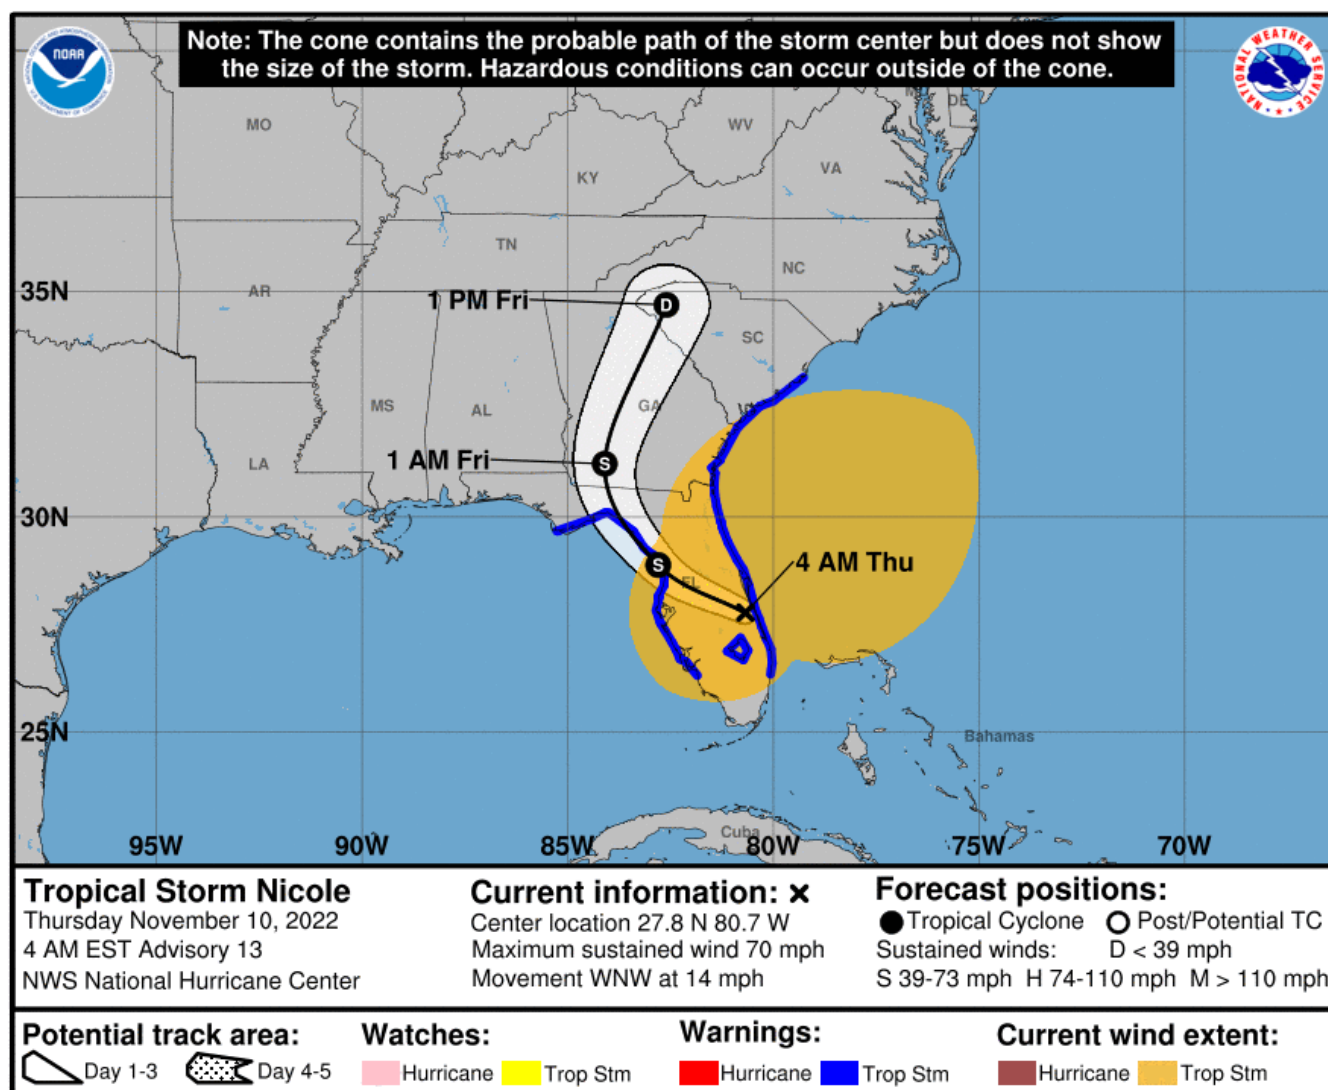 Note: The cone contains the probable path of the storm center but does not show
the size of the storm. Hazardous conditions can occur outside of the cone.
NOAA
NATIONAL WEATHER SERVICE
MO
WV
DE
KY
VA
TN
NC
35N
AR
1 PM Fri
D
SC
MS
AL
GA
LA
1 AM Fri
S
30N
S
FL
4 AM Thu
25N
Bahamas
Cuba
95W 90W 85W 80W 75W 70W
Tropical Storm Nicole
Thursday November 10, 2022
4 AM EST Advisory 13
NWS National Hurricane Center
Current information: ×
Center location 27.8 N 80.7 W
Maximum sustained wind 70 mph
Movement WNW at 14 mph
Forecast positions:
Tropical Cyclone Post/Potential TC
Sustained winds: D < 39 mph
S 39-73 mph H 74-110 mph M > 110 mph
Potential track area:
Day 1-3 Day 4-5
Watches:
Hurricane Trop Stm
Warnings:
Hurricane Trop Stm
Current wind extent:
Hurricane Trop Stm